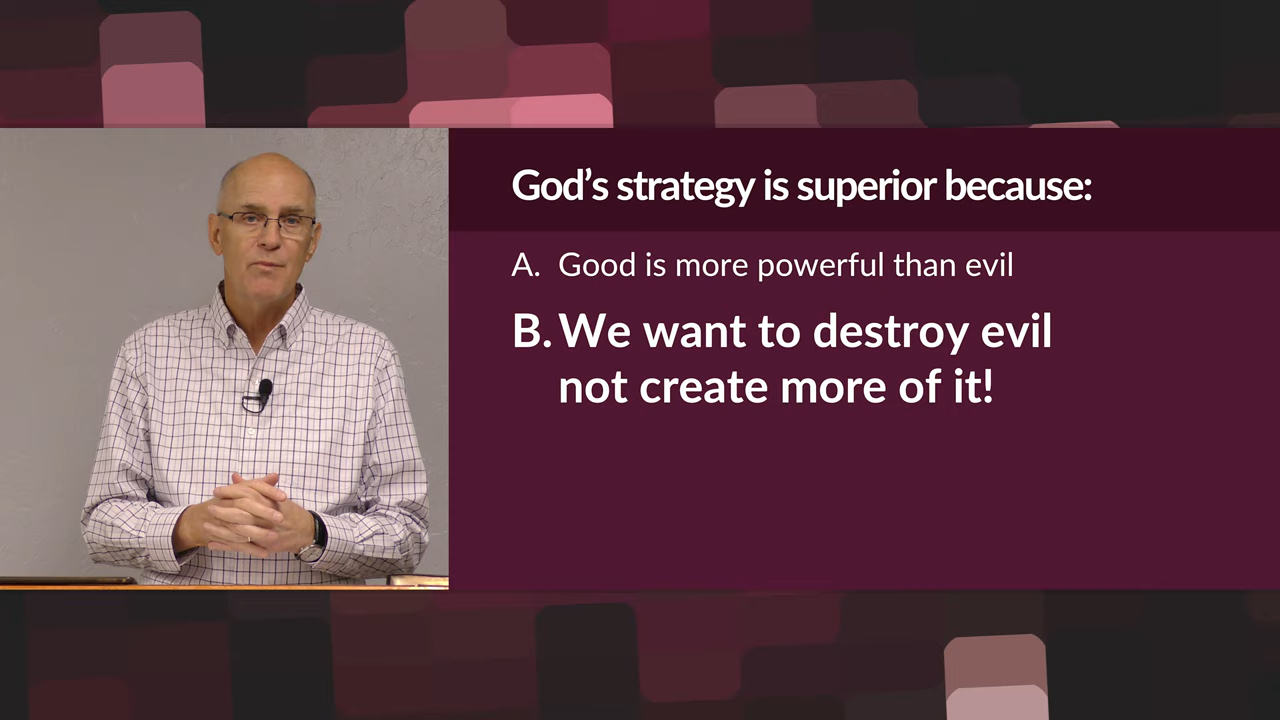 God’s strategy is superior because:
A. Good is more powerful than evil
B. We want to destroy evil
not create more of it!